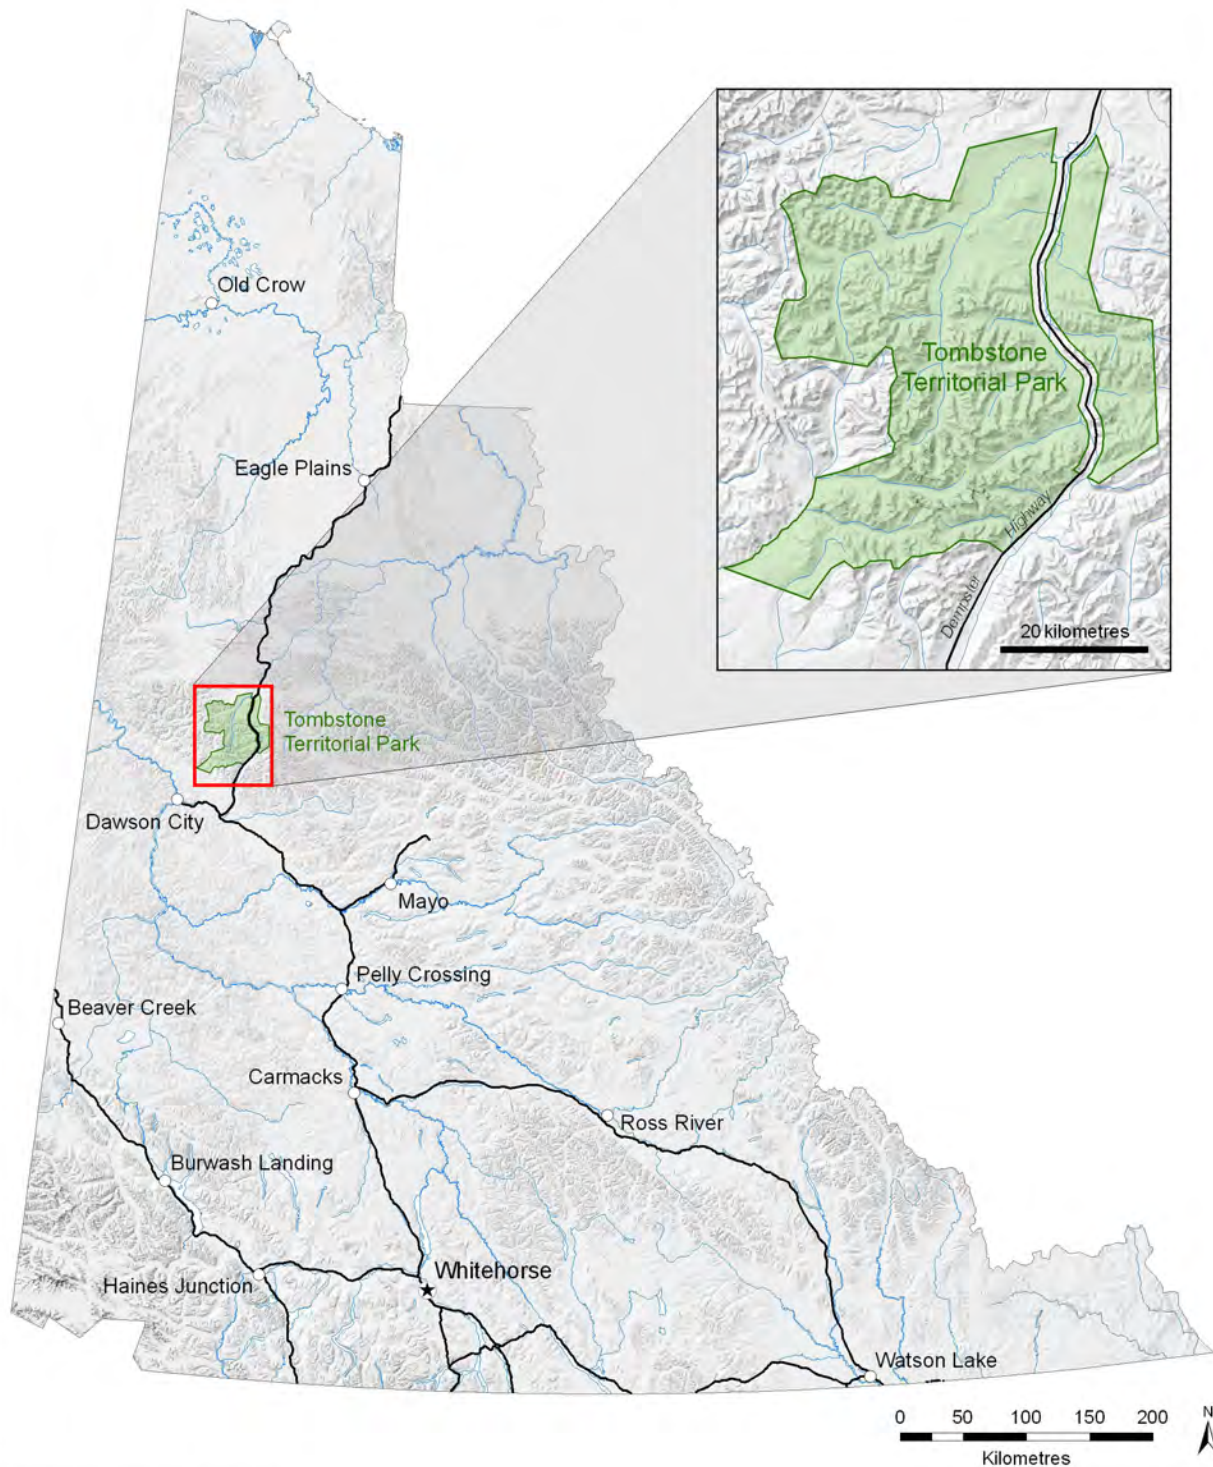 Old Crow
Eagle Plains
Tombstone
Territorial Park
Dempster
Highway
20 kilometres
Tombstone
Territorial Park
Dawson City
Mayo
Pelly Crossing
Beaver Creek
Carmacks
Ross River
Burwash Landing
Whitehorse
Haines Junction
Watson Lake
0 50 100 150 200
Kilometres
N